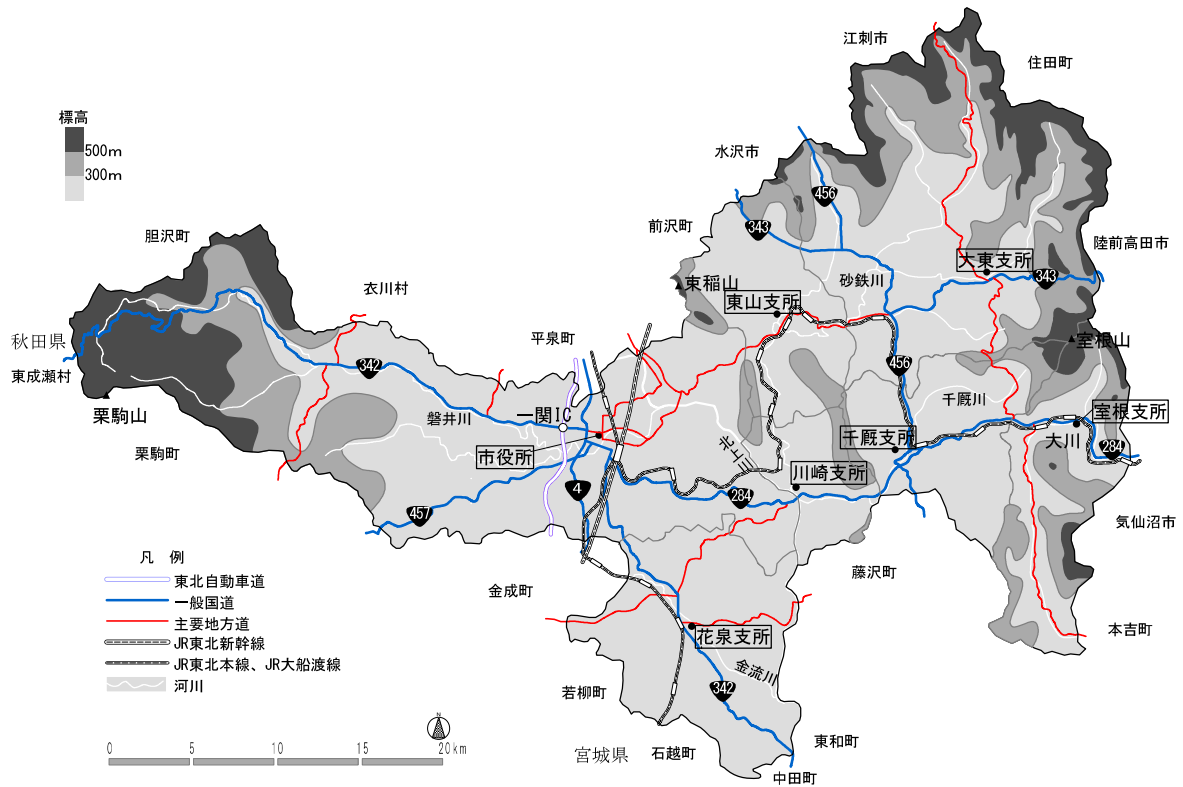 江刺市
住田町
標高
500m
300m
水沢市
456
前沢町
343
胆沢町
陸前高田市
大東支所
343
砂鉄川
束稲山
東山支所
衣川村
平泉町
秋田県
東成瀬村
342
456
室根山
栗駒山
千厩川
磐井川
一関IC
室根支所
千厩支所
大川
284
栗駒町
市役所
北上川
川崎支所
4
284
457
気仙沼市
凡 例
東北自動車道
一般国道
主要地方道
JR東北新幹線
JR東北本線、JR大船渡線
河川
藤沢町
金成町
本吉町
花泉支所
金流川
若柳町
342
N
0 5 10 15 20km
宮城県
石越町
東和町
中田町